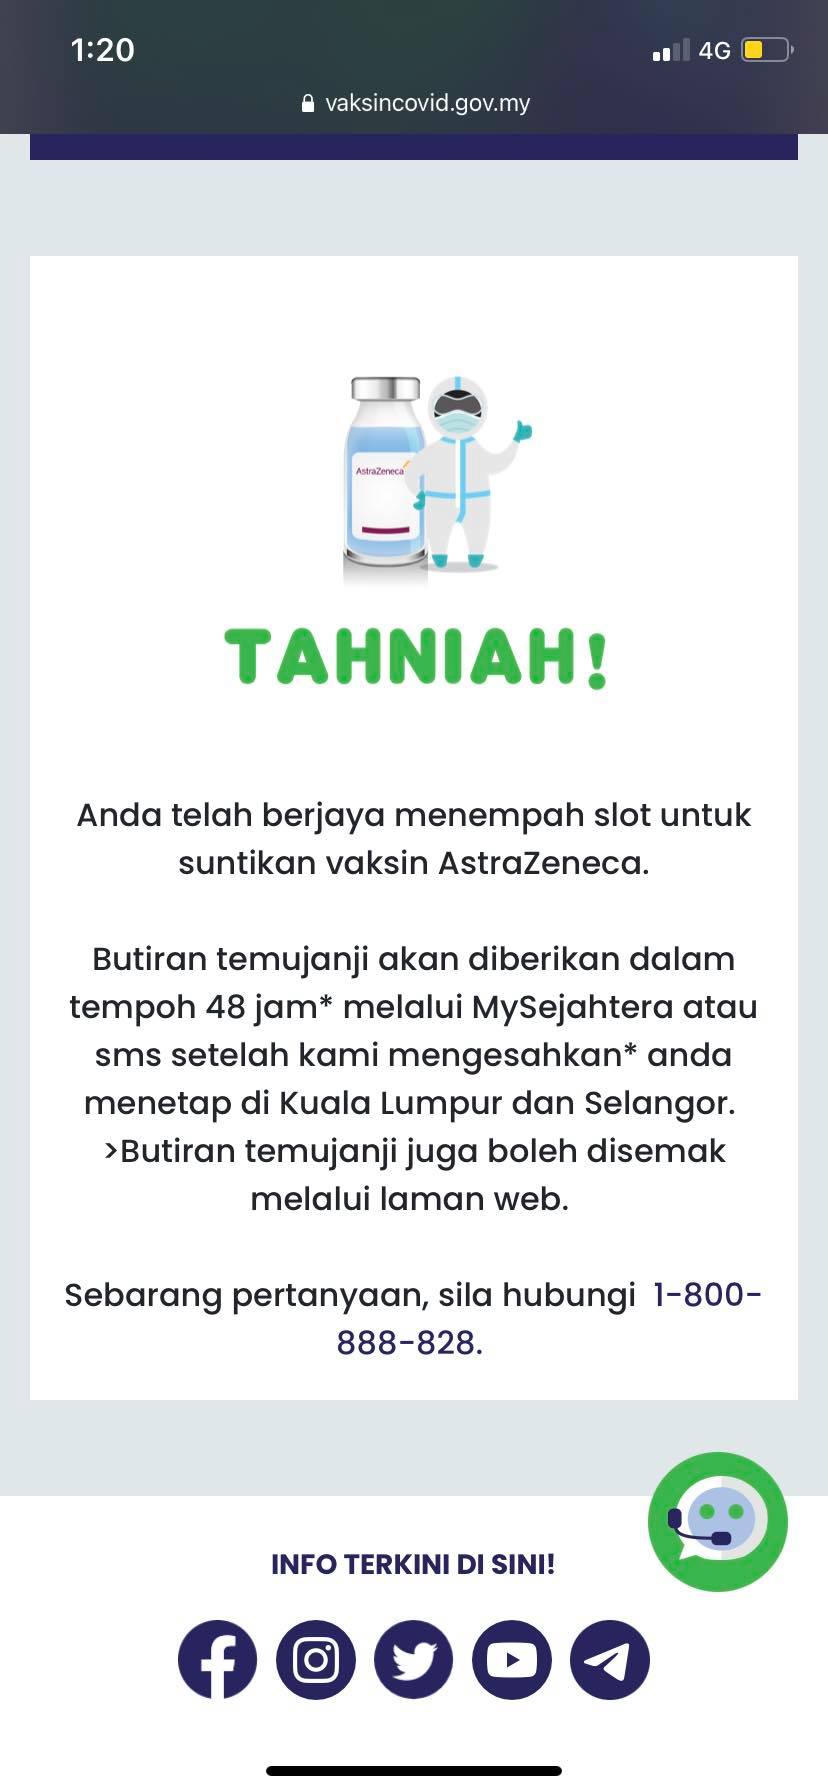 1:20
4G
vaksincovid.gov.my
AstraZeneca
TAHNIAH!
Anda telah berjaya menempah slot untuk
suntikan vaksin AstraZeneca.
Butiran temujanji akan diberikan dalam
tempoh 48 jam* melalui MySejahtera atau
sms setelah kami mengesahkan* anda
menetap di Kuala Lumpur dan Selangor.
>Butiran temujanji juga boleh disemak
melalui laman web.
Sebarang pertanyaan, sila hubungi 1-800-
888-828.
INFO TERKINI DI SINI!